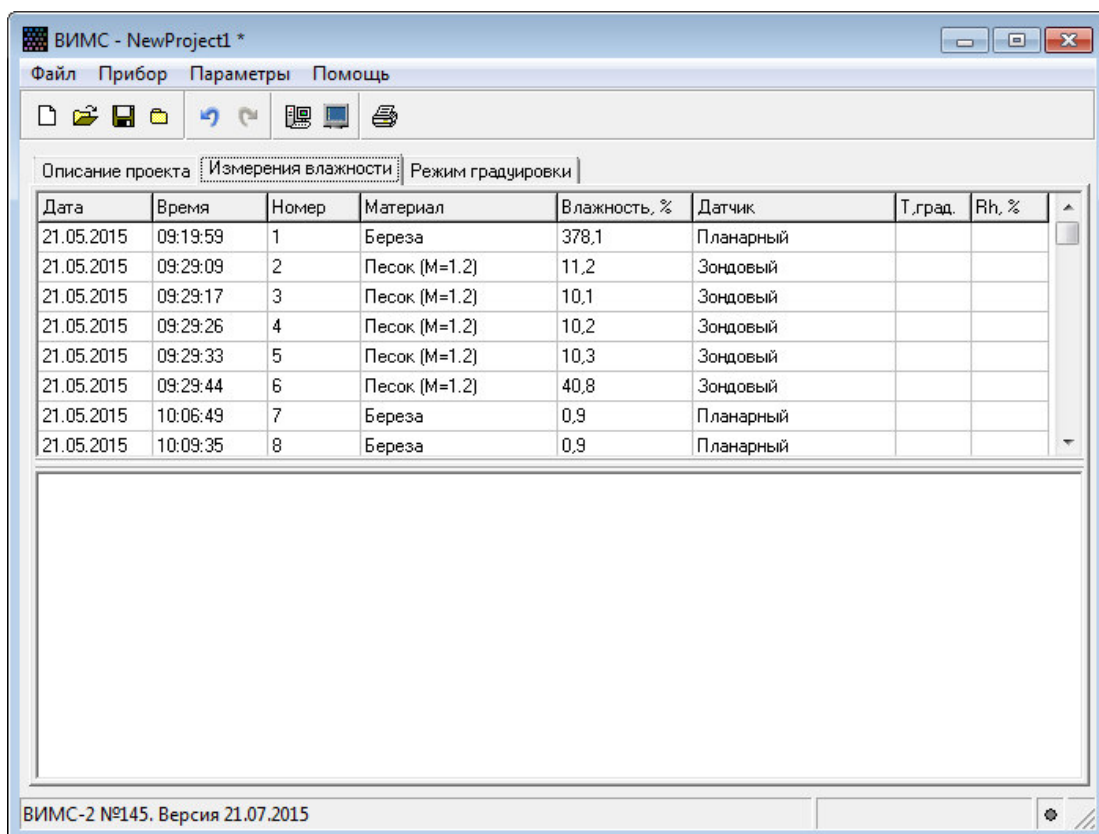 ВИМС - NewProject1 *
Файл Прибор Параметры Помощь
Описание проекта Измерения влажности Режим градуировки
Дата Время Номер Материал Влажность, % Датчик Т,град. Rh, %
21.05.2015 09:19:59 1 Береза 378,1 Планарный
21.05.2015 09:29:09 2 Песок (М=1.2) 11,2 Зондовый
21.05.2015 09:29:17 3 Песок (М=1.2) 10,1 Зондовый
21.05.2015 09:29:26 4 Песок (М=1.2) 10,2 Зондовый
21.05.2015 09:29:33 5 Песок (М=1.2) 10,3 Зондовый
21.05.2015 09:29:44 6 Песок (М=1.2) 40,8 Зондовый
21.05.2015 10:06:49 7 Береза 0,9 Планарный
21.05.2015 10:09:35 8 Береза 0,9 Планарный
ВИМС-2 №145. Версия 21.07.2015